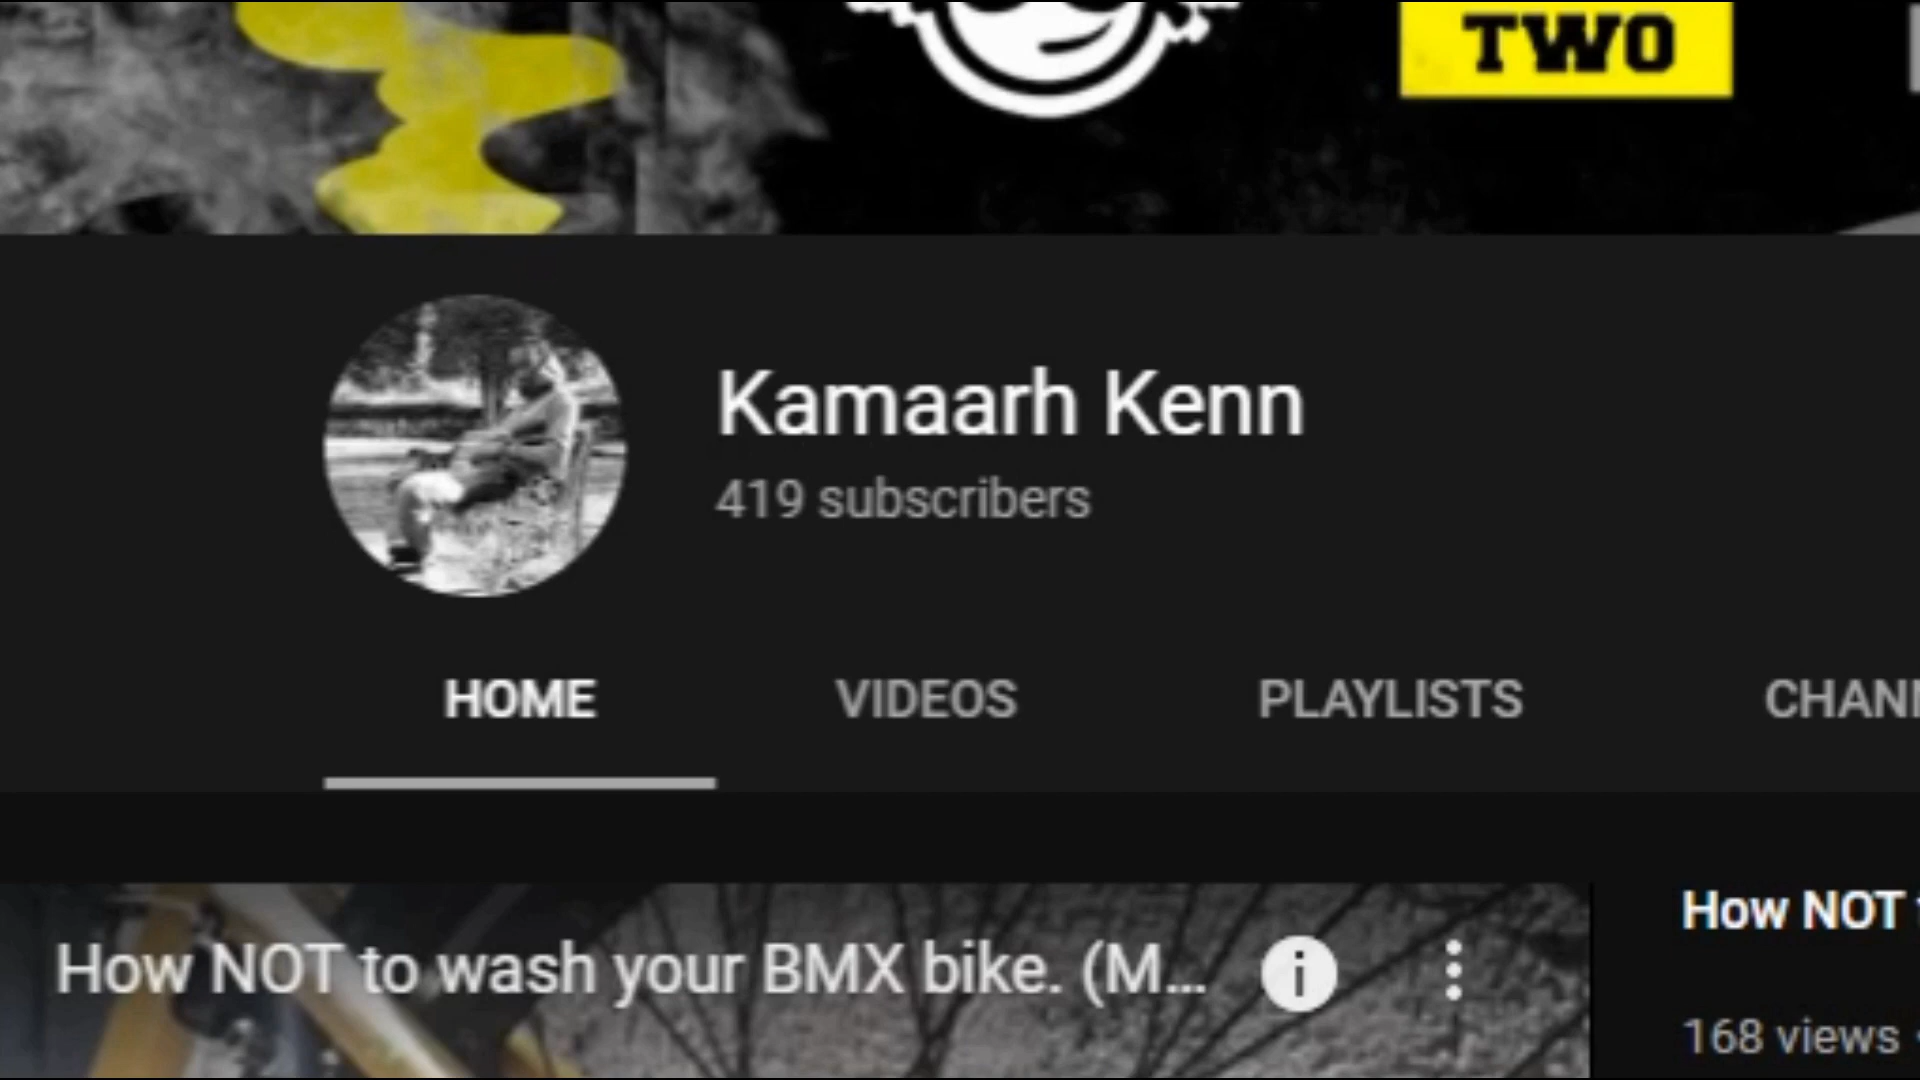 TWO
Kamaarh Kenn
419 subscribers
HOME VIDEOS PLAYLISTS CHANN
How NOT to wash your BMX bike. (M...
How NOT
168 views